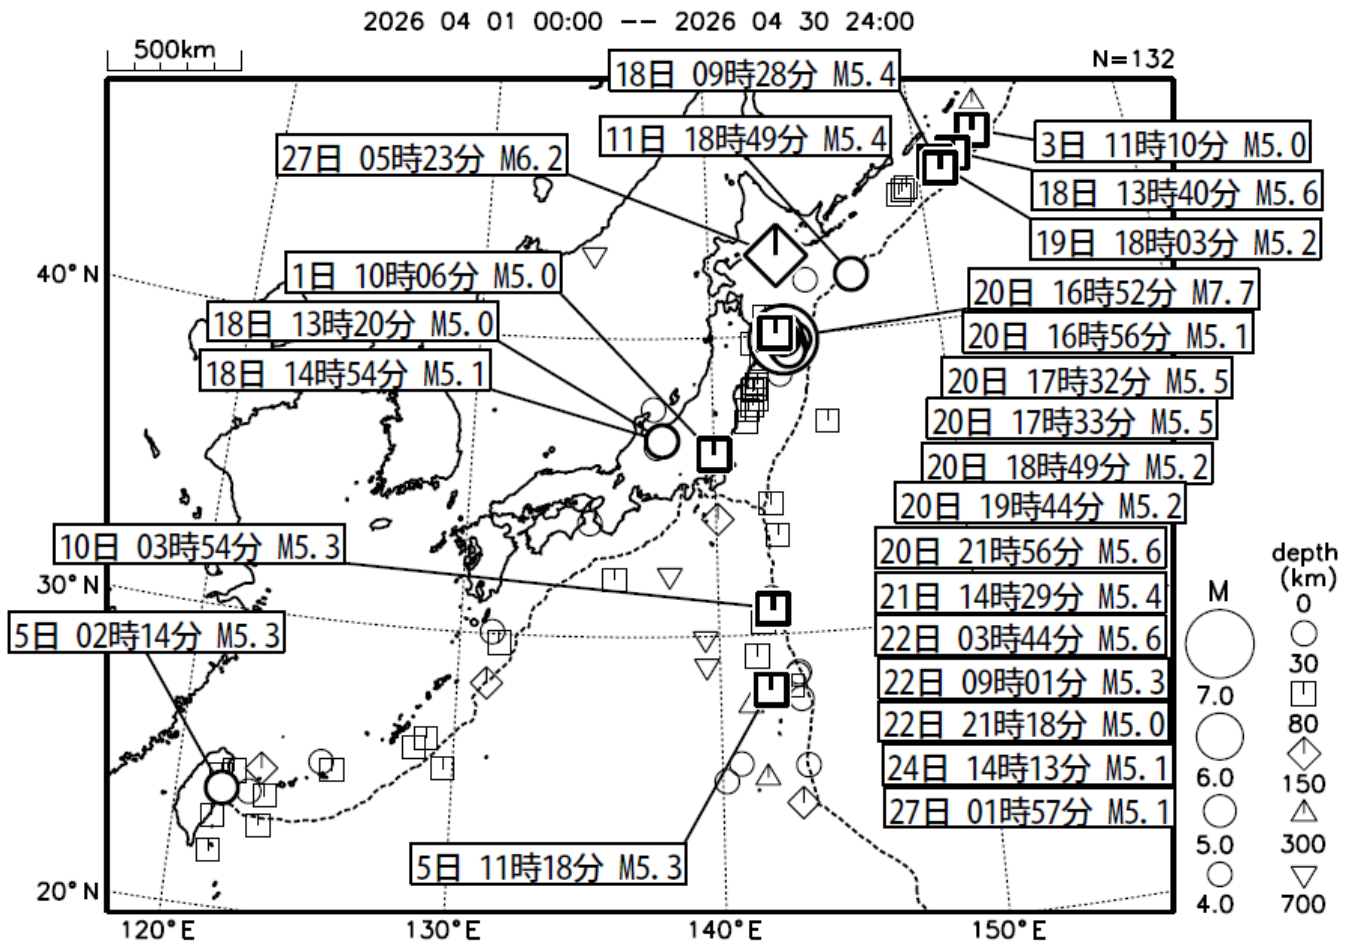 2026 04 01 00:00 -- 2026 04 30 24:00
500km
N=132
18日 09時28分 M5.4
11日 18時49分 M5.4
27日 05時23分 M6.2
3日 11時10分 M5.0
18日 13時40分 M5.6
19日 18時03分 M5.2
40°N
1日 10時06分 M5.0
20日 16時52分 M7.7
18日 13時20分 M5.0
20日 16時56分 M5.1
18日 14時54分 M5.1
20日 17時32分 M5.5
20日 17時33分 M5.5
20日 18時49分 M5.2
20日 19時44分 M5.2
10日 03時54分 M5.3
20日 21時56分 M5.6
30°N
21日 14時29分 M5.4
5日 02時14分 M5.3
22日 03時44分 M5.6
22日 09時01分 M5.3
22日 21時18分 M5.0
24日 14時13分 M5.1
27日 01時57分 M5.1
5日 11時18分 M5.3
20°N
120°E
130°E
140°E
150°E
M
7.0
6.0
5.0
4.0
depth
(km)
0
30
80
150
300
700